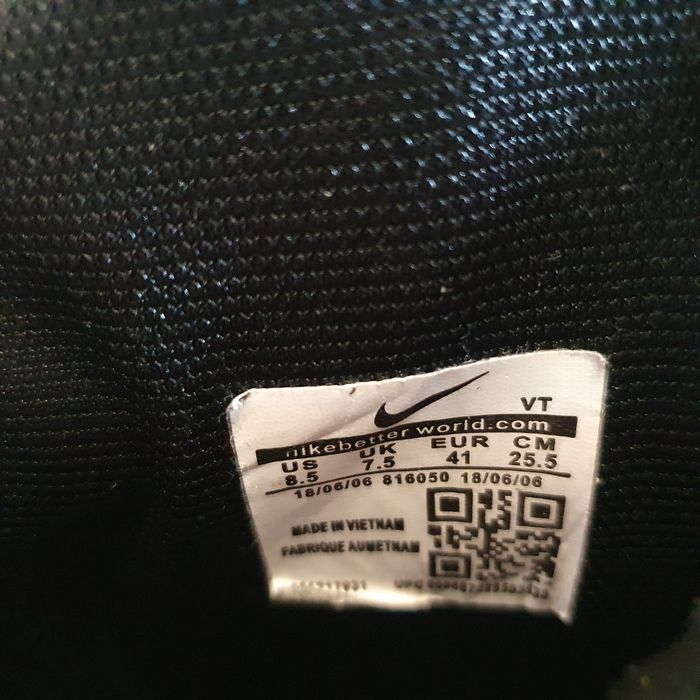 VT
nikebetterworld.com
US UK EUR CM
8.5 7.5 41 25.5
18/06/06 816050 18/06/06
MADE IN VIETNAM
FABRIQUE AU VIETNAM
UPC